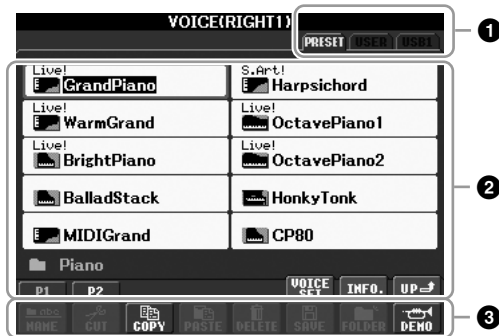 VOICE(RIGHT1)
PRESET USER USB1
1
Live! GrandPiano
S.Art! Harpsichord
Live! WarmGrand
Live! OctavePiano1
Live! BrightPiano
Live! OctavePiano2
BalladStack
HonkyTonk
MIDIGrand
CP80
2
Piano
P1 P2 VOICE SET INFO. UP
NAME CUT COPY PASTE DELETE SAVE FOLDER DEMO
3